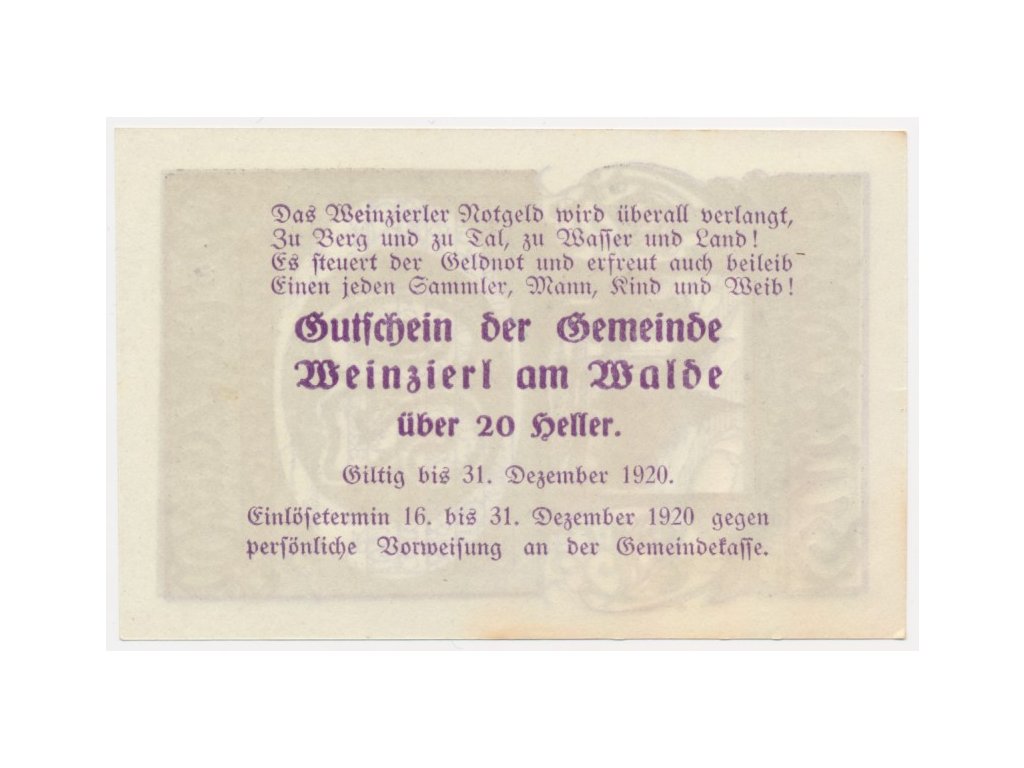 Das Weinzierler Notgeld wird überall verlangt,
Zu Berg und zu Tal, zu Wasser und Land!
Es steuert der Geldnot und erfreut auch beileib
Einen jeden Sammler, Mann, Kind und Weib!
Gutschein der Gemeinde
Weinzierl am Walde
über 20 Heller.
Giltig bis 31. Dezember 1920.
Einlösetermin 16. bis 31. Dezember 1920 gegen
persönliche Vorweisung an der Gemeindekasse.